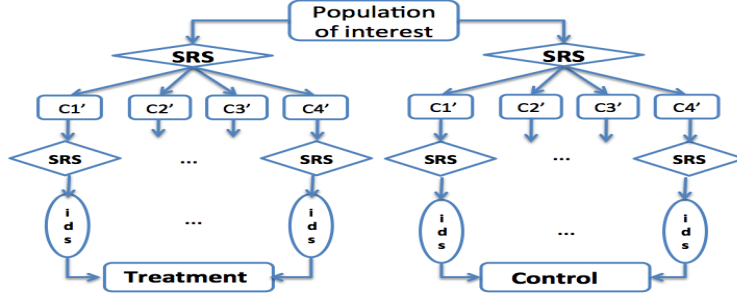 Population
of interest
SRS
SRS
C1’
C2’
C3’
C4’
C1’
C2’
C3’
C4’
SRS
...
SRS
SRS
...
SRS
i
d
s
...
i
d
s
i
d
s
...
i
d
s
Treatment
Control